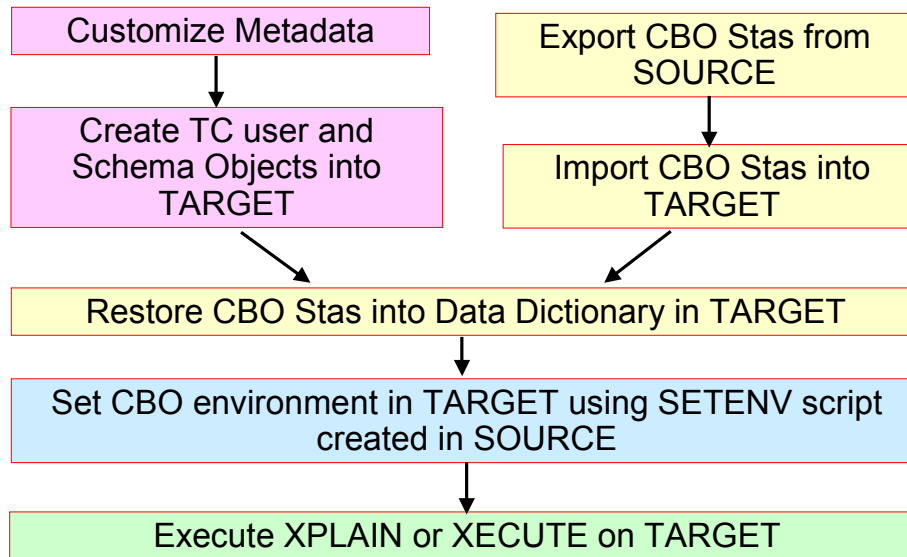 Customize Metadata
Create TC user and
Schema Objects into
TARGET
Export CBO Stas from
SOURCE
Import CBO Stas into
TARGET
Restore CBO Stas into Data Dictionary in TARGET
Set CBO environment in TARGET using SETENV script
created in SOURCE
Execute XPLAIN or XECUTE on TARGET